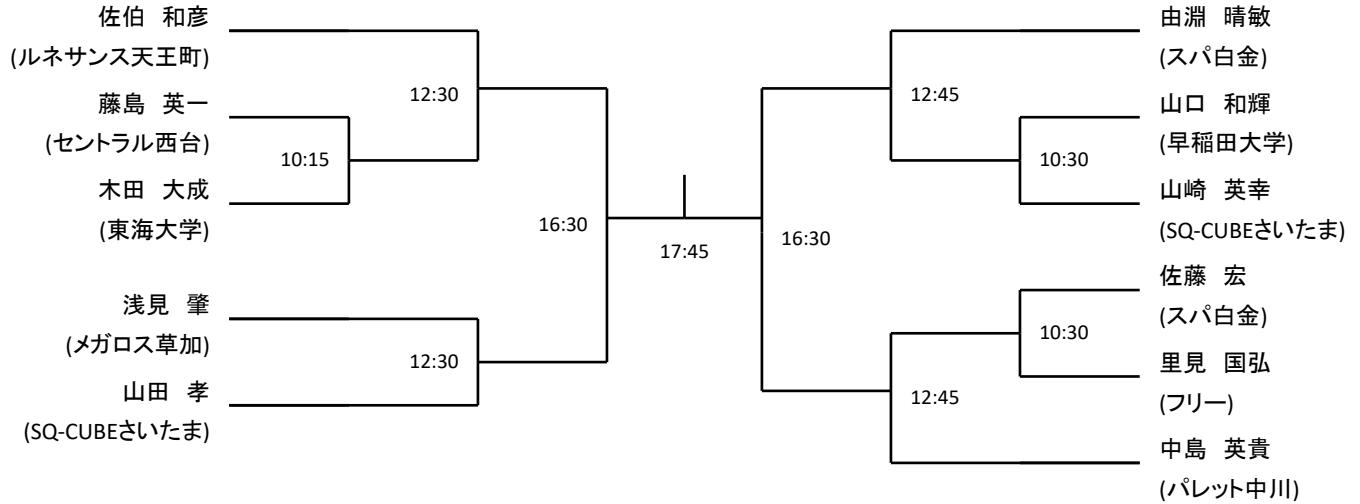 佐伯　和彦
(ルネサンス天王町)
12:30
藤島　英一
(セントラル西台)
10:15
木田　大成
(東海大学)
16:30
浅見　肇
(メガロス草加)
12:30
山田　孝
(SQ-CUBEさいたま)
17:45
由淵　晴敏
(スパ白金)
12:45
山口　和輝
(早稲田大学)
10:30
山崎　英幸
(SQ-CUBEさいたま)
16:30
佐藤　宏
(スパ白金)
10:30
里見　国弘
(フリー)
12:45
中島　英貴
(パレット中川)